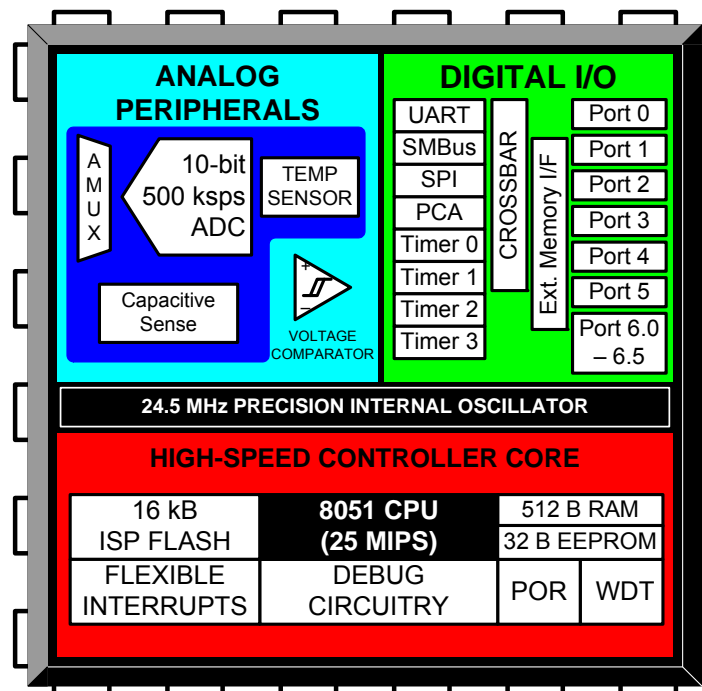 ANALOG
PERIPHERALS
A
M
U
X
10-bit
500 ksps
ADC
TEMP
SENSOR
Capacitive
Sense
+
–
VOLTAGE
COMPARATOR
DIGITAL I/O
UART
SMBus
SPI
PCA
Timer 0
Timer 1
Timer 2
Timer 3
CROSSBAR
Ext. Memory I/F
Port 0
Port 1
Port 2
Port 3
Port 4
Port 5
Port 6.0
– 6.5
24.5 MHz PRECISION INTERNAL OSCILLATOR
HIGH-SPEED CONTROLLER CORE
16 kB
ISP FLASH
8051 CPU
(25 MIPS)
512 B RAM
32 B EEPROM
FLEXIBLE
INTERRUPTS
DEBUG
CIRCUITRY
POR
WDT